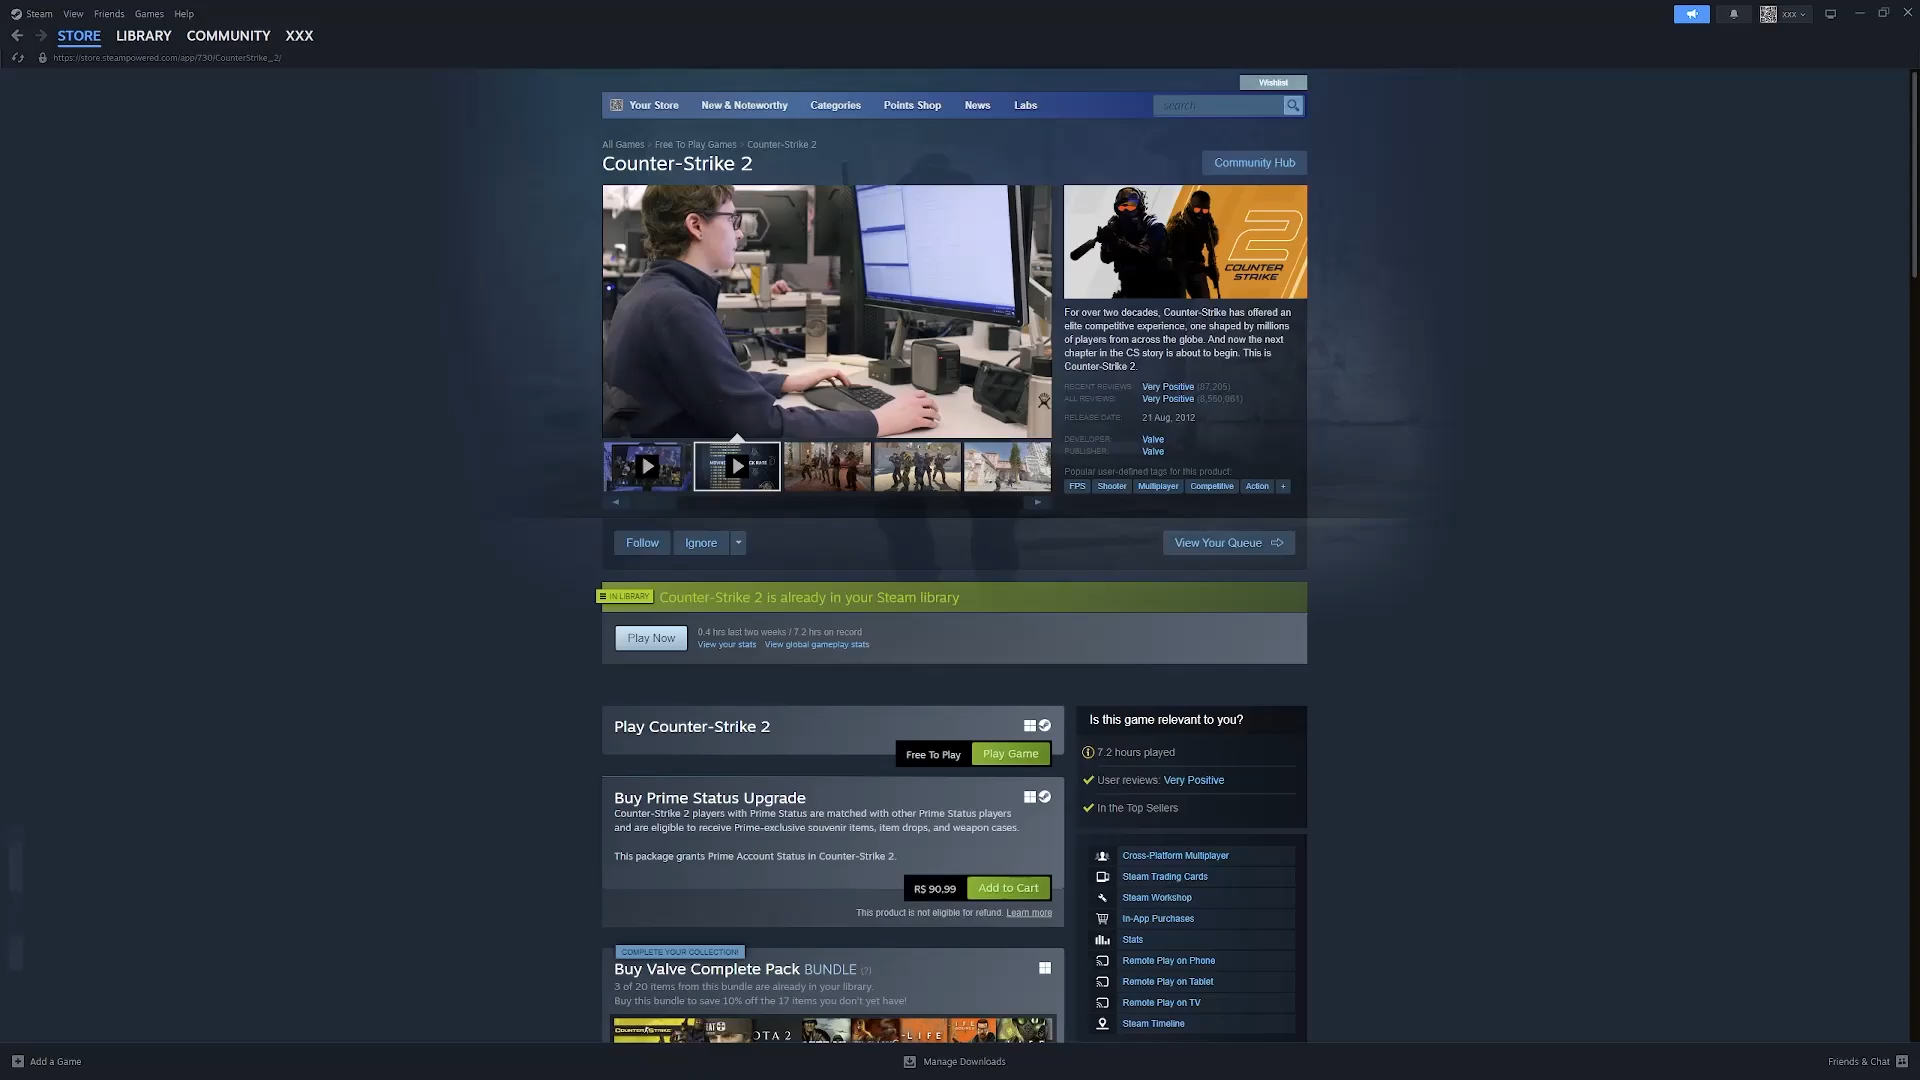 Steam View Friends Games Help
xxx
STORE LIBRARY COMMUNITY XXX
https://store.steampowered.com/app/730/CounterStrike_2/
Wishlist
Your Store New & Noteworthy Categories Points Shop News Labs
search
All Games > Free To Play Games > Counter-Strike 2
Counter-Strike 2
Community Hub
2
COUNTER
STRIKE
For over two decades, Counter-Strike has offered an
elite competitive experience, one shaped by millions
of players from across the globe. And now the next
chapter in the CS story is about to begin. This is
Counter-Strike 2.
RECENT REVIEWS: Very Positive (87,205)
ALL REVIEWS: Very Positive (8,560,061)
RELEASE DATE: 21 Aug, 2012
DEVELOPER: Valve
PUBLISHER: Valve
Popular user-defined tags for this product:
FPS Shooter Multiplayer Competitive Action +
Follow Ignore
View Your Queue
IN LIBRARY Counter-Strike 2 is already in your Steam library
Play Now
0.4 hrs last two weeks / 7.2 hrs on record
View your stats View global gameplay stats
Play Counter-Strike 2
Free To Play Play Game
Buy Prime Status Upgrade
Counter-Strike 2 players with Prime Status are matched with other Prime Status players
and are eligible to receive Prime-exclusive souvenir items, item drops, and weapon cases.
This package grants Prime Account Status in Counter-Strike 2.
R$ 90,99 Add to Cart
This product is not eligible for refund. Learn more
COMPLETE YOUR COLLECTION!
Buy Valve Complete Pack BUNDLE (?)
3 of 20 items from this bundle are already in your library.
Buy this bundle to save 10% off the 17 items you don't yet have!
Is this game relevant to you?
7.2 hours played
User reviews: Very Positive
In the Top Sellers
Cross-Platform Multiplayer
Steam Trading Cards
Steam Workshop
In-App Purchases
Stats
Remote Play on Phone
Remote Play on Tablet
Remote Play on TV
Steam Timeline
Add a Game
Manage Downloads
Friends & Chat